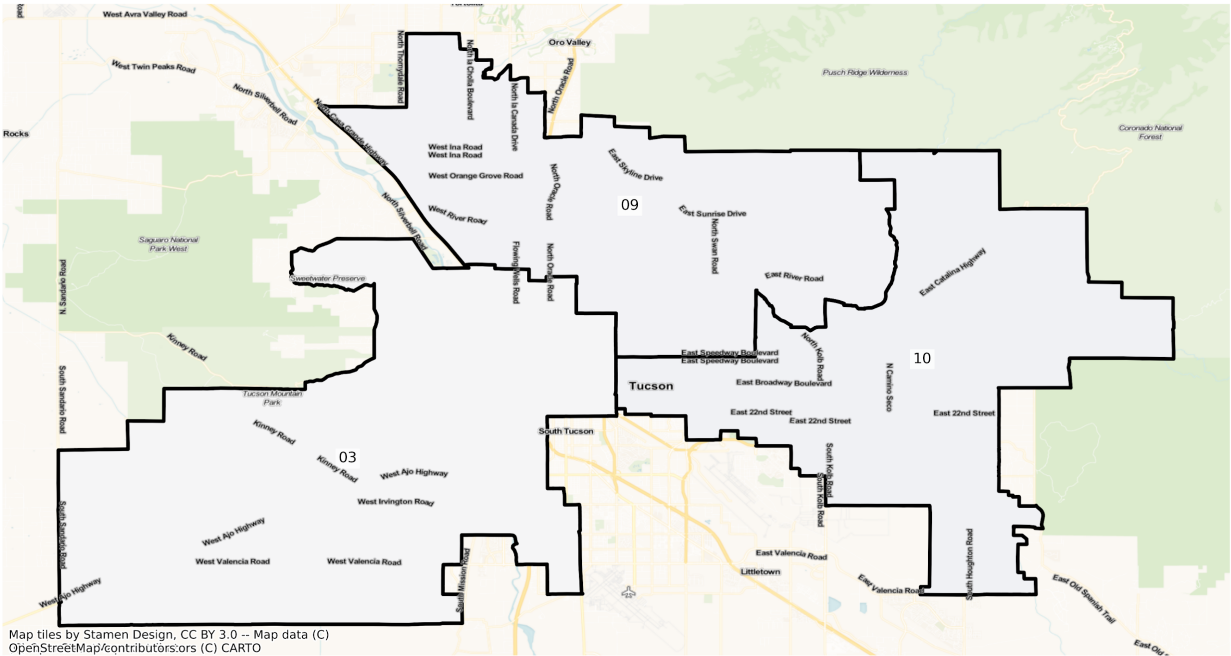 West Avra Valley Road
Road
Oro Valley
West Twin Peaks Road
North Thornydale Road
North la Cholla Boulevard
North la Canada Drive
North Oracle Road
Pusch Ridge Wilderness
North Silverbell Road
North Casa Grande Highway
Coronado National
Forest
Rocks
West Ina Road
West Ina Road
West Orange Grove Road
East Skyline Drive
North Oracle Road
09
North Silverbell Road
West River Road
East Sunrise Drive
North Swan Road
Saguaro National
Park West
N. Sandario Road
Sweetwater Preserve
Flowing Wells Road
North Oracle Road
East River Road
East Catalina Highway
Kinney Road
East Speedway Boulevard
East Speedway Boulevard
North Kolb Road
10
South Sandario Road
Tucson
East Broadway Boulevard
N Camino Seco
Tucson Mountain
Park
East 22nd Street
East 22nd Street
East 22nd Street
Kinney Road
South Tucson
03
Kinney Road
West Ajo Highway
South Kolb Road
South Kolb Road
West Irvington Road
South Sandario Road
West Ajo Highway
West Valencia Road
West Valencia Road
South Mission Road
East Valencia Road
Littletown
East Valencia Road
South Houghton Road
East Old Spanish Trail
West Ajo Highway
East Old
Map tiles by Stamen Design, CC BY 3.0 -- Map data (C)
OpenStreetMap contributors (C) CARTO